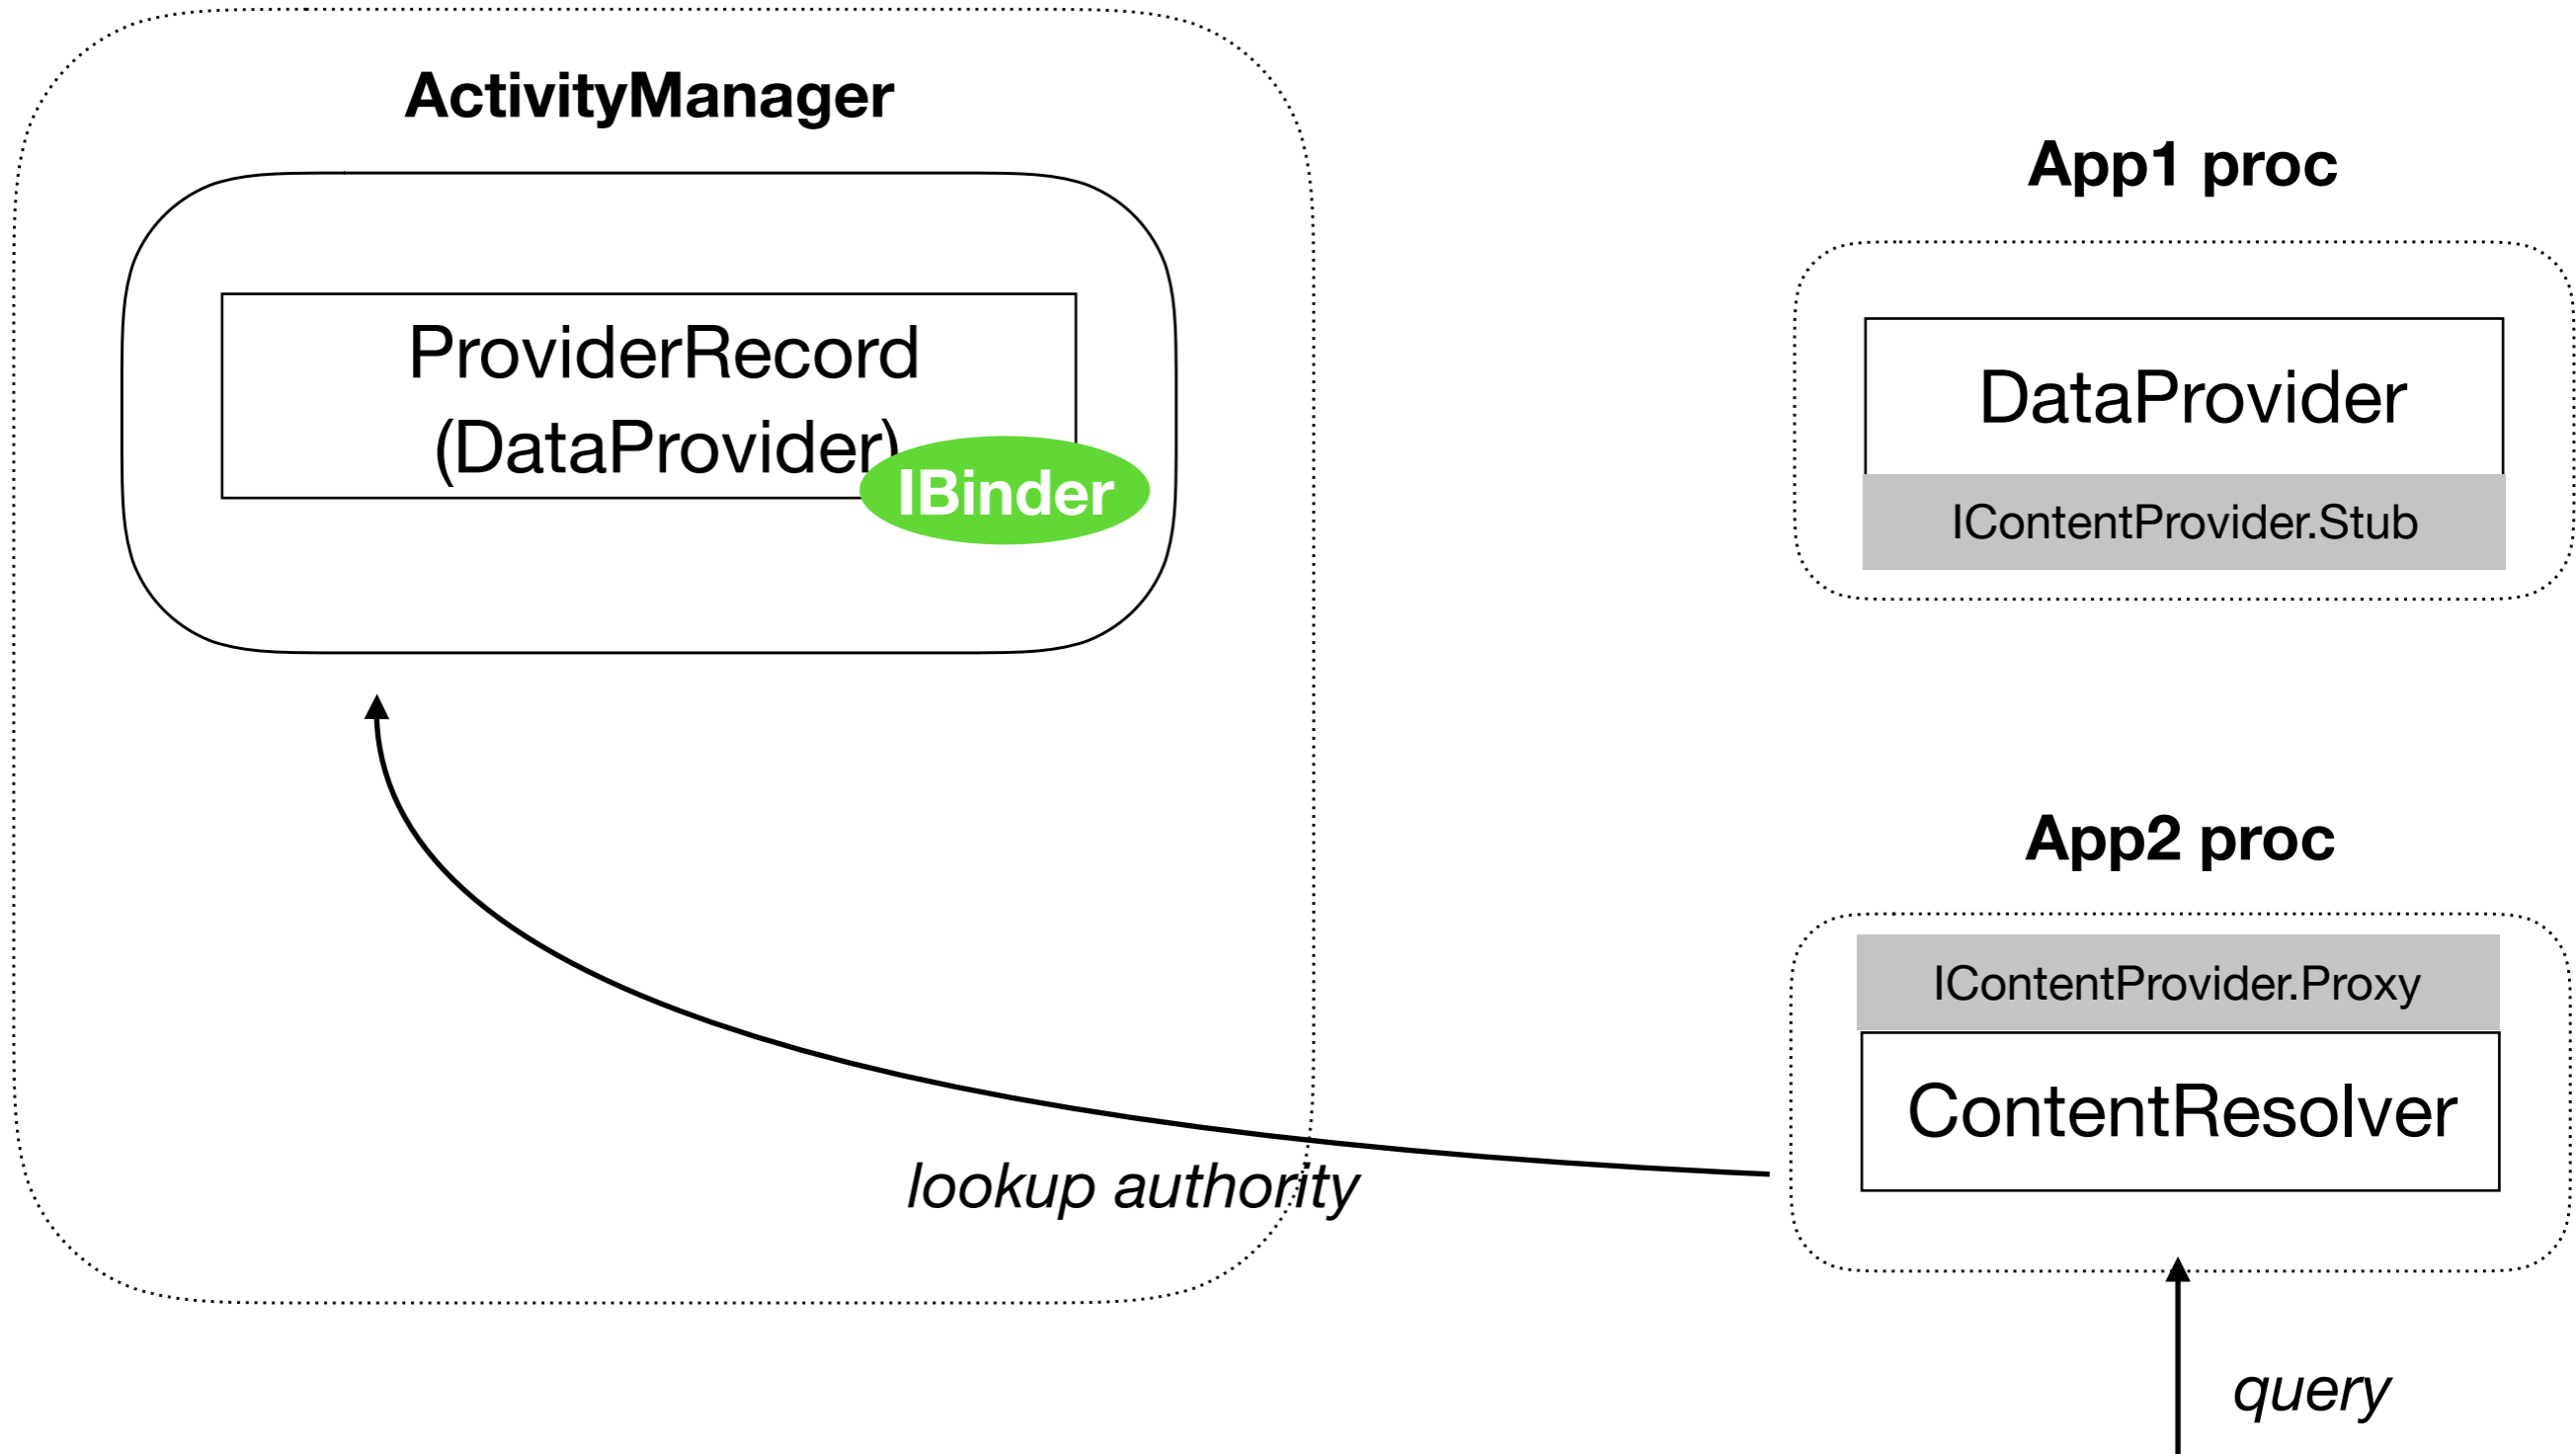 ActivityManager
ProviderRecord
(DataProvider)
IBinder
App1 proc
DataProvider
IContentProvider.Stub
App2 proc
IContentProvider.Proxy
ContentResolver
lookup authority
query